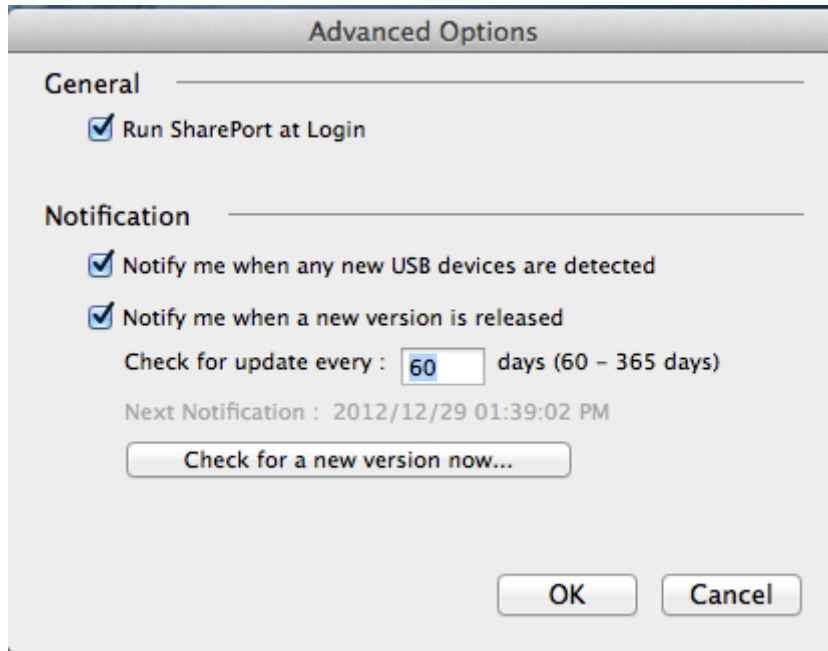 Advanced Options
General
Run SharePort at Login
Notification
Notify me when any new USB devices are detected
Notify me when a new version is released
Check for update every : 60 days (60 – 365 days)
Next Notification : 2012/12/29 01:39:02 PM
Check for a new version now...
OK Cancel